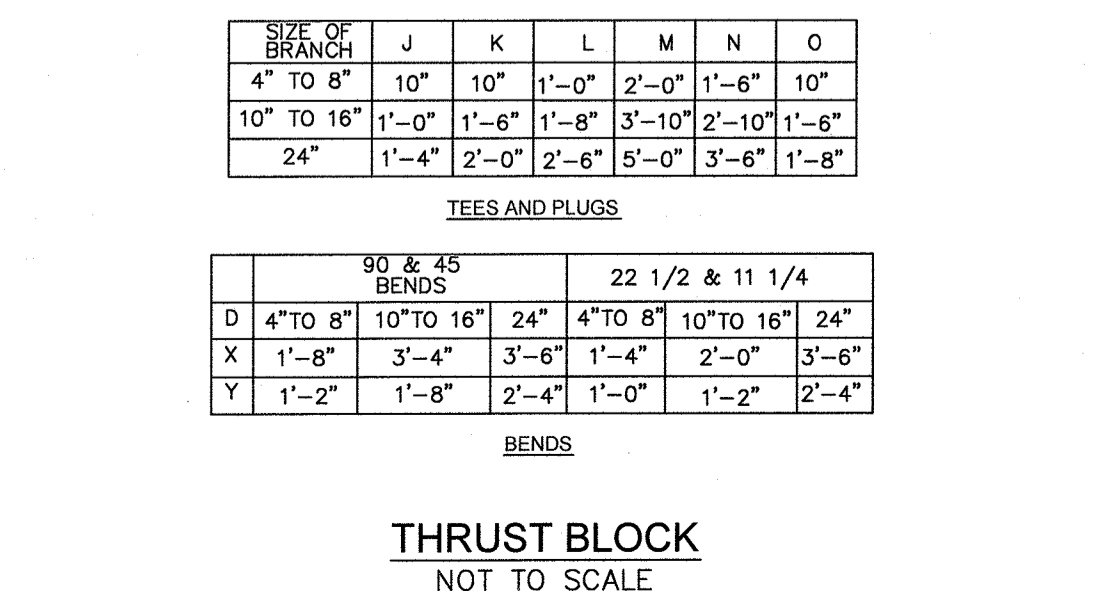 SIZE OF BRANCH J K L M N O
4” TO 8” 10” 10” 1’–0” 2’–0” 1’–6” 10”
10” TO 16” 1’–0” 1’–6” 1’–8” 3’–10” 2’–10” 1’–6”
24” 1’–4” 2’–0” 2’–6” 5’–0” 3’–6” 1’–8”
TEES AND PLUGS
90 & 45 BENDS 22 1/2 & 11 1/4
D 4”TO 8” 10”TO 16” 24” 4”TO 8” 10”TO 16” 24”
X 1’–8” 3’–4” 3’–6” 1’–4” 2’–0” 3’–6”
Y 1’–2” 1’–8” 2’–4” 1’–0” 1’–2” 2’–4”
BENDS
THRUST BLOCK
NOT TO SCALE